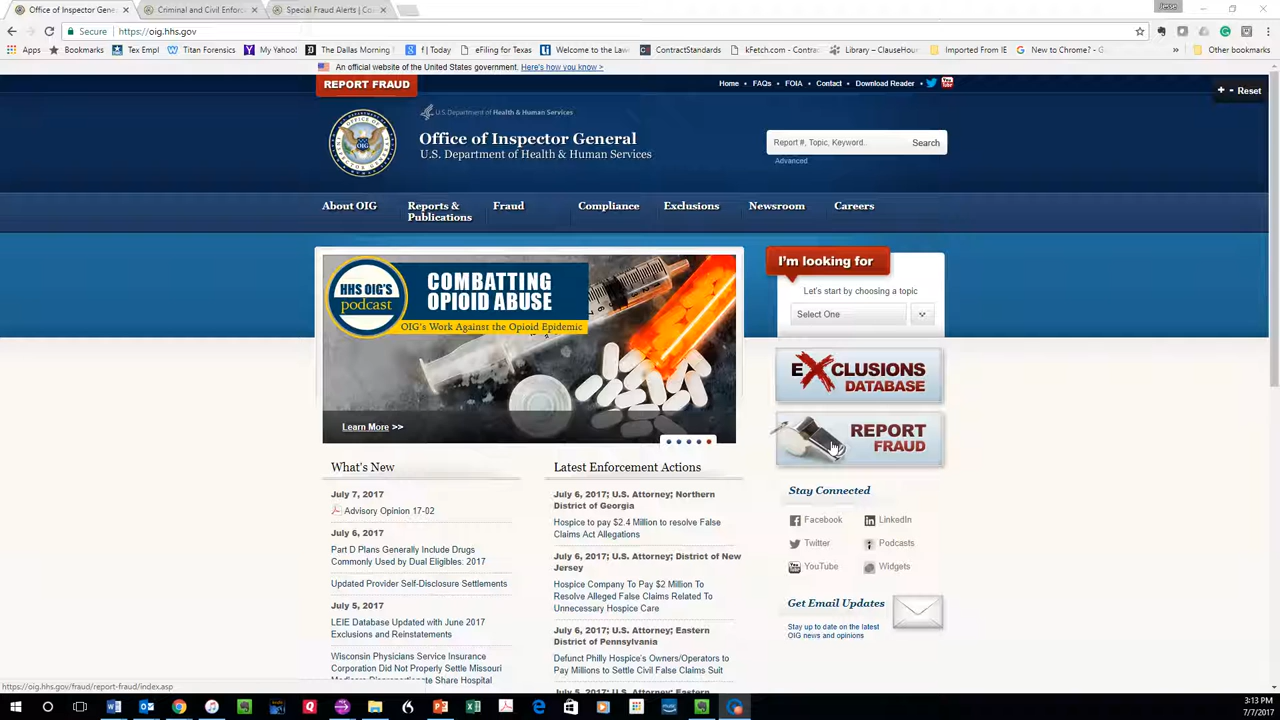 Office of Inspector Gene
Criminal and Civil Enforc
Special Fraud Alerts | Co
Secure
https://oig.hhs.gov
Apps
Bookmarks
Tex Empl
Titan Forensics
My Yahoo!
The Dallas Morning
f | Today
eFiling for Texas
Welcome to the Law
ContractStandards
kFetch.com - Contrac
Library – ClauseHou
Imported From IE
New to Chrome? - G
Other bookmarks
An official website of the United States government. Here's how you know >
REPORT FRAUD
Home • FAQs • FOIA • Contact • Download Reader •
+ - Reset
U.S. Department of Health & Human Services
Office of Inspector General
U.S. Department of Health & Human Services
Report #, Topic, Keyword.
Search
Advanced
About OIG
Reports & Publications
Fraud
Compliance
Exclusions
Newsroom
Careers
HHS OIG'S
podcast
COMBATTING
OPIOID ABUSE
OIG's Work Against the Opioid Epidemic
Learn More >>
I'm looking for
Let's start by choosing a topic
Select One
EXCLUSIONS
DATABASE
REPORT
FRAUD
What's New
July 7, 2017
Advisory Opinion 17-02
July 6, 2017
Part D Plans Generally Include Drugs
Commonly Used by Dual Eligibles: 2017
Updated Provider Self-Disclosure Settlements
July 5, 2017
LEIE Database Updated with June 2017
Exclusions and Reinstatements
Wisconsin Physicians Service Insurance
Corporation Did Not Properly Settle Missouri
Medicare Disproportionate Share Hospital
Latest Enforcement Actions
July 6, 2017; U.S. Attorney; Northern
District of Georgia
Hospice to pay $2.4 Million to resolve False
Claims Act Allegations
July 6, 2017; U.S. Attorney; District of New
Jersey
Hospice Company To Pay $2 Million To
Resolve Alleged False Claims Related To
Unnecessary Hospice Care
July 6, 2017; U.S. Attorney; Eastern
District of Pennsylvania
Defunct Philly Hospice's Owners/Operators to
Pay Millions to Settle Civil False Claims Suit
Stay Connected
Facebook
LinkedIn
Twitter
Podcasts
YouTube
Widgets
Get Email Updates
Stay up to date on the latest
OIG news and opinions
https://oig.hhs.gov/fraud/report-fraud/index.asp
3:13 PM
7/7/2017